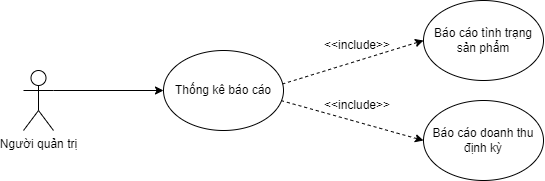 Báo cáo tình trạng
sản phẩm
<<include>>
Thống kê báo cáo
<<include>>
Người quản trị
Báo cáo doanh thu
định kỳ